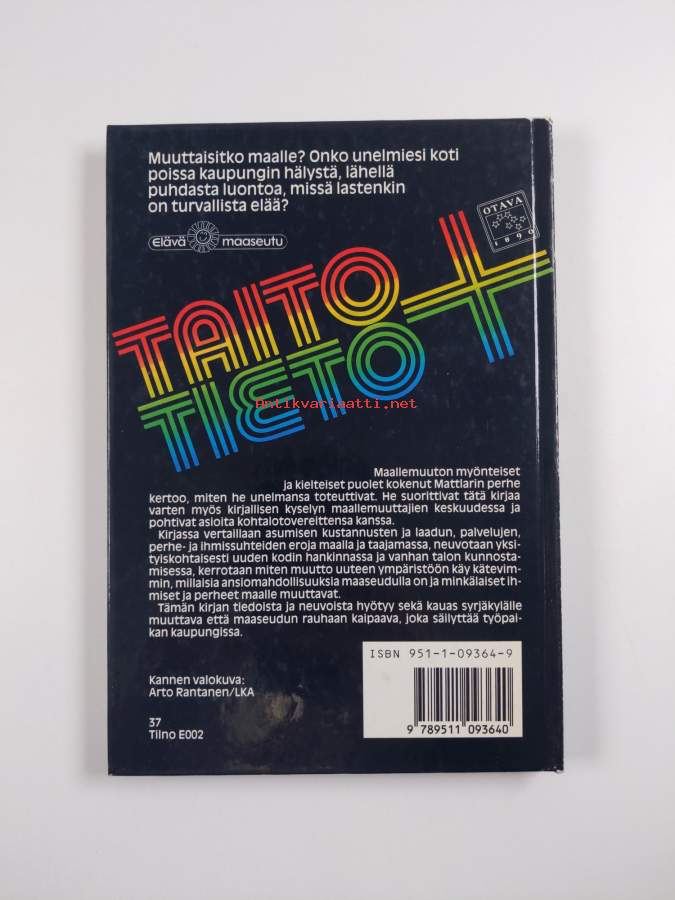 Muuttaisitko maalle? Onko unelmiesi koti
poissa kaupungin hälystä, lähellä
puhdasta luontoa, missä lastenkin
on turvallista elää?
OTAVA
1890
Elävä maaseutu
TAITO
TIETO +
Antikvariaatti.net
Maallemuuton myönteiset
ja kielteiset puolet kokenut Mattlarin perhe
kertoo, miten he unelmansa toteuttivat. He suorittivat tätä kirjaa
varten myös kirjallisen kyselyn maallemuuttajien keskuudessa ja
pohtivat asioita kohtalotovereittensa kanssa.
Kirjassa vertaillaan asumisen kustannusten ja laadun, palvelujen,
perhe- ja ihmissuhteiden eroja maalla ja taajamassa, neuvotaan yksi-
tyiskohtaisesti uuden kodin hankinnassa ja vanhan talon kunnosta-
misessa, kerrotaan miten muutto uuteen ympäristöön käy kätevim-
min, millaisia ansiomahdollisuuksia maaseudulla on ja minkälaiset ih-
miset ja perheet maalle muuttavat.
Tämän kirjan tiedoista ja neuvoista hyötyy sekä kauas syrjäkylälle
muuttava että maaseudun rauhaan kaipaava, joka säilyttää työpai-
kan kaupungissa.
ISBN 951-1-09364-9
Kannen valokuva:
Arto Rantanen/LKA
37
Tiino E002
9 789511 093640